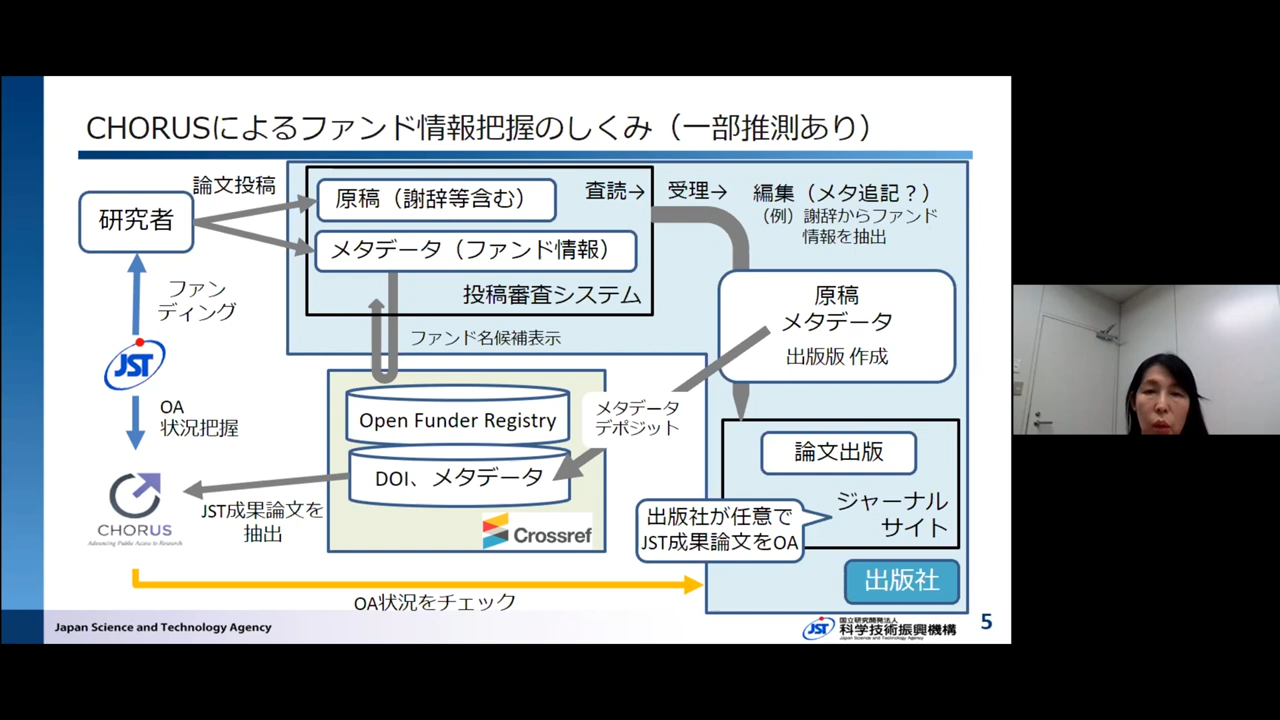 CHORUSによるファンド情報把握のしくみ（一部推測あり）
論文投稿
研究者
原稿（謝辞等含む）
メタデータ（ファンド情報）
投稿審査システム
査読→
受理→
編集（メタ追記？）
（例）謝辞からファンド
情報を抽出
ファン
ディング
JST
OA
状況把握
ファンド名候補表示
原稿
メタデータ
出版版 作成
Open Funder Registry
DOI、メタデータ
メタデータ
デポジット
Crossref
CHORUS
Advancing Public Access to Research
JST成果論文を
抽出
論文出版
ジャーナル
サイト
出版社が任意で
JST成果論文をOA
出版社
OA状況をチェック
Japan Science and Technology Agency
JST
国立研究開発法人
科学技術振興機構
Japan Science and Technology Agency
5